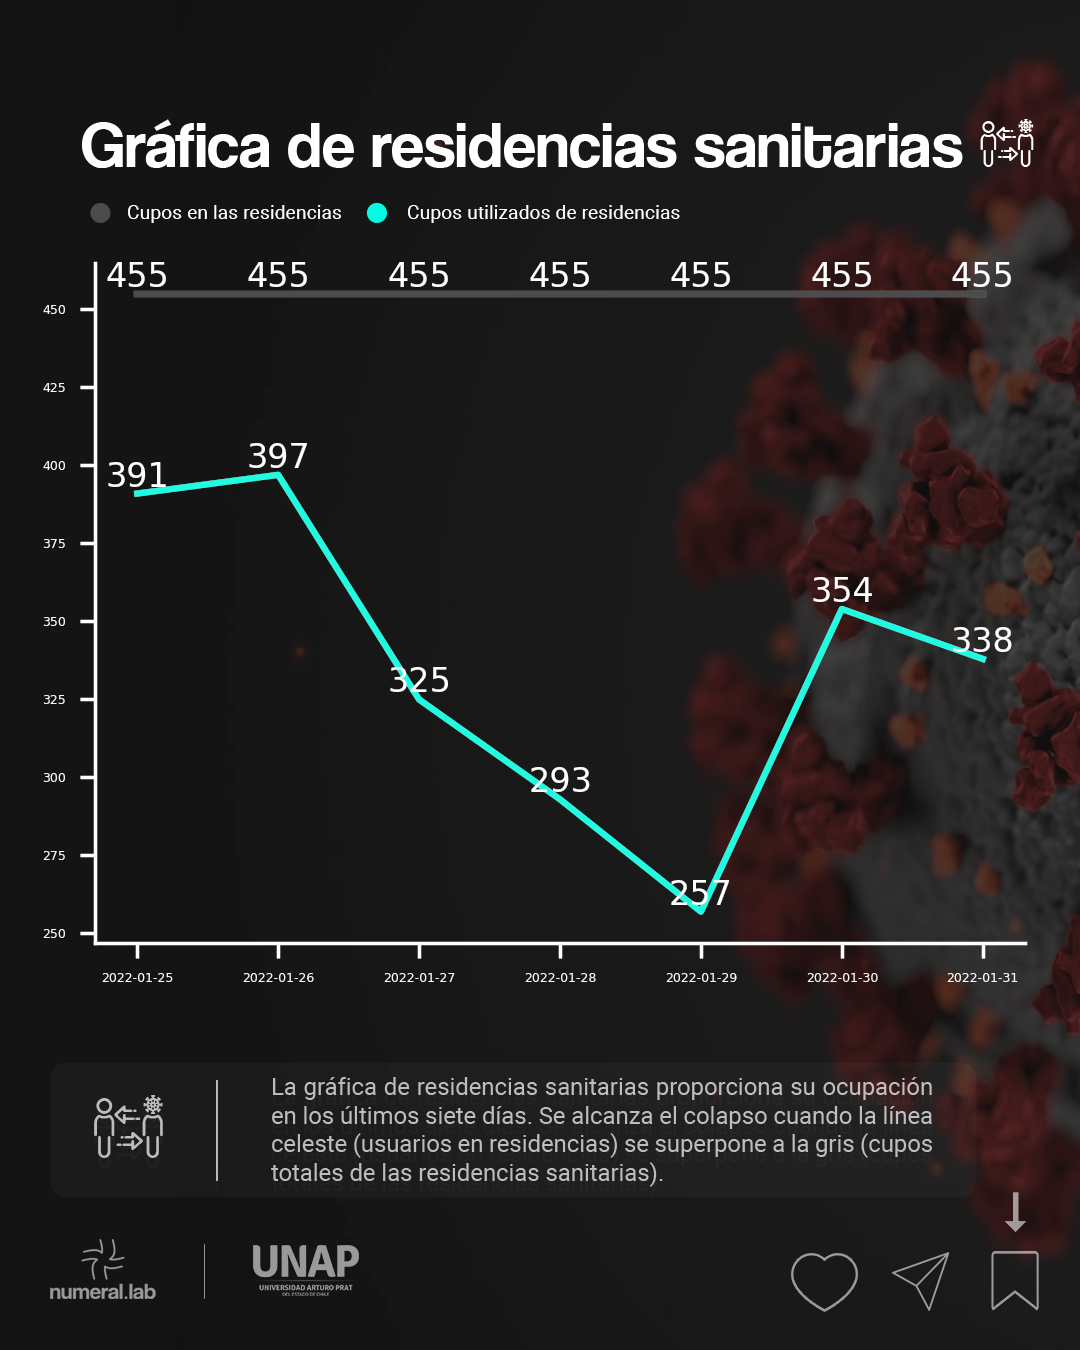 Gráfica de residencias sanitarias
Cupos en las residencias Cupos utilizados de residencias
455 455 455 455 455 455 455
450
425
397
400
391
375
354
350
338
325
325
293
300
275
257
250
2022-01-25 2022-01-26 2022-01-27 2022-01-28 2022-01-29 2022-01-30 2022-01-31
La gráfica de residencias sanitarias proporciona su ocupación
en los últimos siete días. Se alcanza el colapso cuando la línea
celeste (usuarios en residencias) se superpone a la gris (cupos
totales de las residencias sanitarias).
numeral.lab
UNAP
UNIVERSIDAD ARTURO PRAT
DEL ESTADO DE CHILE